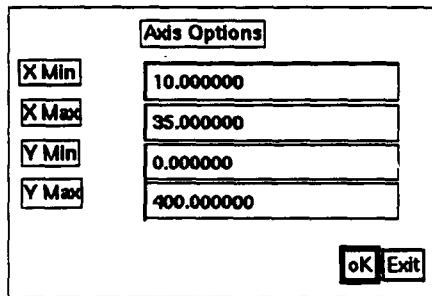 Axis Options
X Min 10.000000
X Max 35.000000
Y Min 0.000000
Y Max 400.000000
oK Exit